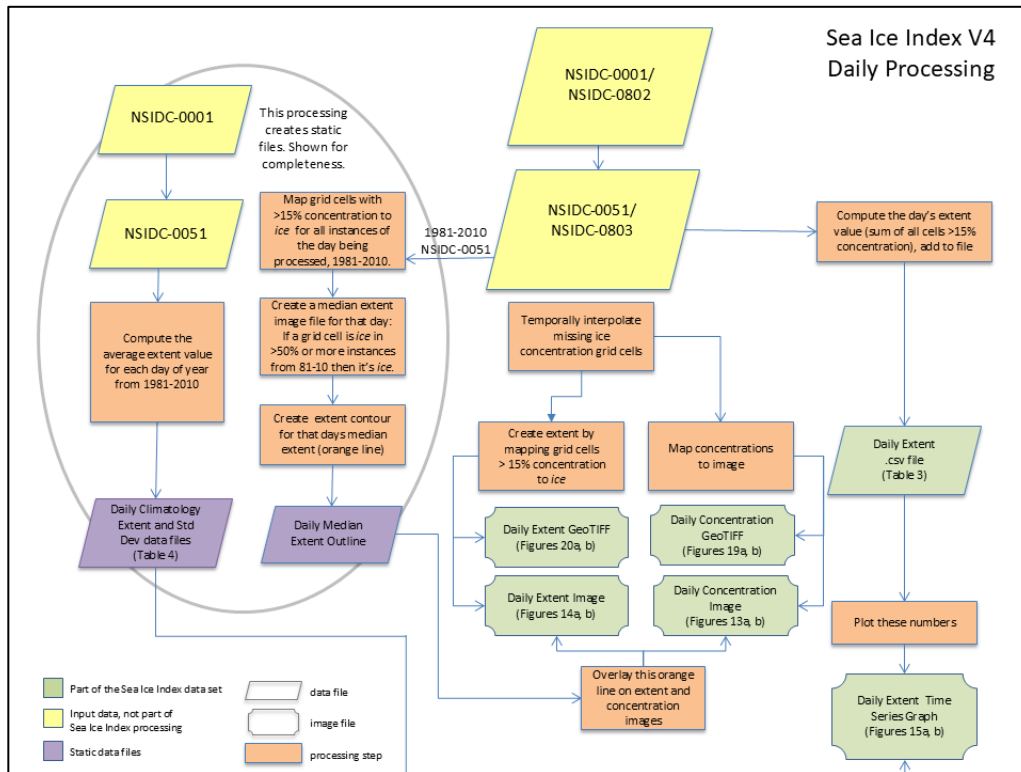 Sea Ice Index V4
Daily Processing
NSIDC-0001
This processing
creates static
files. Shown for
completeness.
NSIDC-0001/
NSIDC-0802
NSIDC-0051
Map grid cells with
>15% concentration to
ice for all instances of
the day being
processed, 1981-2010.
1981-2010
NSIDC-0051
NSIDC-0051/
NSIDC-0803
Compute the day's extent
value (sum of all cells >15%
concentration), add to file
Compute the
average extent value
for each day of year
from 1981-2010
Create a median extent
image file for that day:
If a grid cell is ice in
>50% or more instances
from 81-10 then it's ice.
Temporally interpolate
missing ice
concentration grid cells
Create extent contour
for that days median
extent (orange line)
Create extent by
mapping grid cells
> 15% concentration
to ice
Map concentrations
to image
Daily Extent
.csv file
(Table 3)
Daily Climatology
Extent and Std
Dev data files
(Table 4)
Daily Median
Extent Outline
Daily Extent GeoTIFF
(Figures 20a, b)
Daily Concentration
GeoTIFF
(Figures 19a, b)
Daily Extent Image
(Figures 14a, b)
Daily Concentration
Image
(Figures 13a, b)
Plot these numbers
Overlay this orange
line on extent and
concentration
images
Daily Extent Time
Series Graph
(Figures 15a, b)
Part of the Sea Ice Index data set
Input data, not part of
Sea Ice Index processing
Static data files
data file
image file
processing step